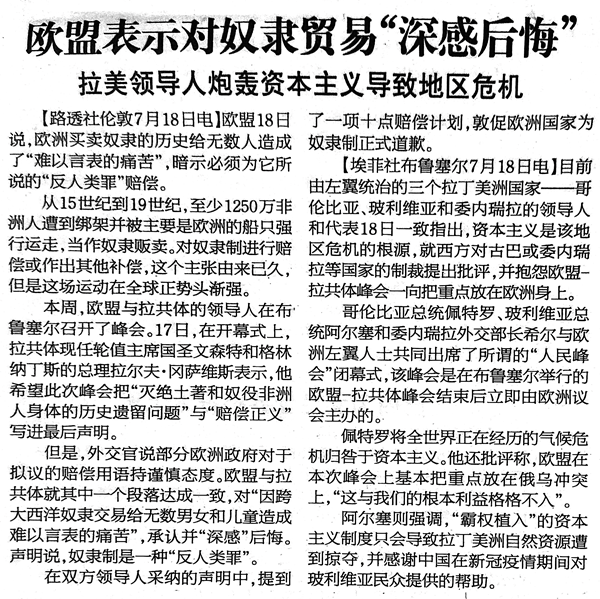 欧盟表示对奴隶贸易“深感后悔”
拉美领导人炮轰资本主义导致地区危机
【路透社伦敦7月18日电】欧盟18日
说，欧洲买卖奴隶的历史给无数人造成
了“难以言表的痛苦”，暗示必须为它所
说的“反人类罪”赔偿。
从15世纪到19世纪，至少1250万非
洲人遭到绑架并被主要是欧洲的船只强
行运走，当作奴隶贩卖。对奴隶制进行赔
偿或作出其他补偿，这个主张由来已久，
但是这场运动在全球正势头渐强。
本周，欧盟与拉共体的领导人在布
鲁塞尔召开了峰会。17日，在开幕式上，
拉共体现任轮值主席国圣文森特和格林
纳丁斯的总理拉尔夫·冈萨维斯表示，他
希望此次峰会把“灭绝土著和奴役非洲
人身体的历史遗留问题”与“赔偿正义”
写进最后声明。
但是，外交官说部分欧洲政府对于
拟议的赔偿用语持谨慎态度。欧盟与拉
共体就其中一个段落达成一致，对“因跨
大西洋奴隶交易给无数男女和儿童造成
难以言表的痛苦”，承认并“深感”后悔。
声明说，奴隶制是一种“反人类罪”。
在双方领导人采纳的声明中，提到
了一项十点赔偿计划，敦促欧洲国家为
奴隶制正式道歉。
【埃菲社布鲁塞尔7月18日电】目前
由左翼统治的三个拉丁美洲国家——哥
伦比亚、玻利维亚和委内瑞拉的领导人
和代表18日一致指出，资本主义是该地
区危机的根源，就西方对古巴或委内瑞
拉等国家的制裁提出批评，并抱怨欧盟-
拉共体峰会一向把重点放在欧洲身上。
哥伦比亚总统佩特罗、玻利维亚总
统阿尔塞和委内瑞拉外交部长希尔与欧
洲左翼人士共同出席了所谓的“人民峰
会”闭幕式，该峰会是在布鲁塞尔举行的
欧盟-拉共体峰会结束后立即由欧洲议
会主办的。
佩特罗将全世界正在经历的气候危
机归咎于资本主义。他还批评称，欧盟在
本次峰会上基本把重点放在俄乌冲突
上，“这与我们的根本利益格格不入”。
阿尔塞则强调，“霸权植入”的资本
主义制度只会导致拉丁美洲自然资源遭
到掠夺，并感谢中国在新冠疫情期间对
玻利维亚民众提供的帮助。